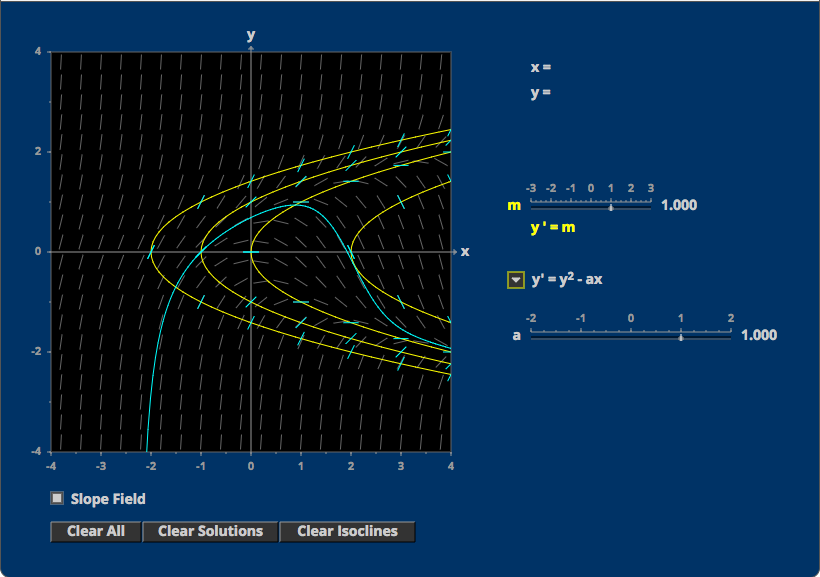 y
4
2
0
-2
-4
-4 -3 -2 -1 0 1 2 3 4
x
x =
y =
-3 -2 -1 0 1 2 3
m 1.000
y ' = m
y' = y² - ax
-2 -1 0 1 2
a 1.000
Slope Field
Clear All Clear Solutions Clear Isoclines